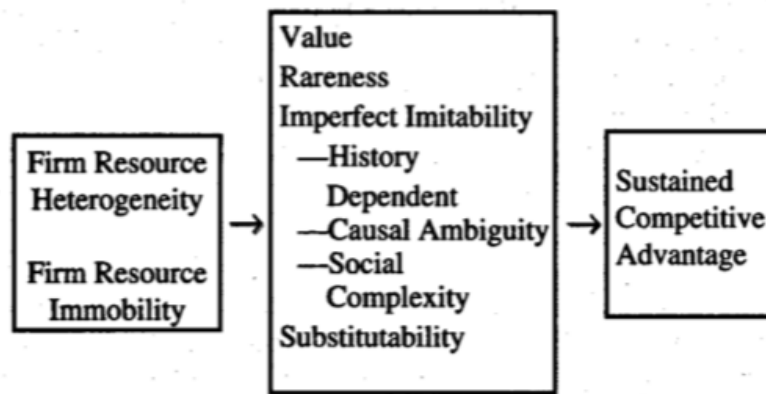 Firm Resource
Heterogeneity
Firm Resource
Immobility
Value
Rareness
Imperfect Imitability
—History
Dependent
—Causal Ambiguity
—Social
Complexity
Substitutability
Sustained
Competitive
Advantage